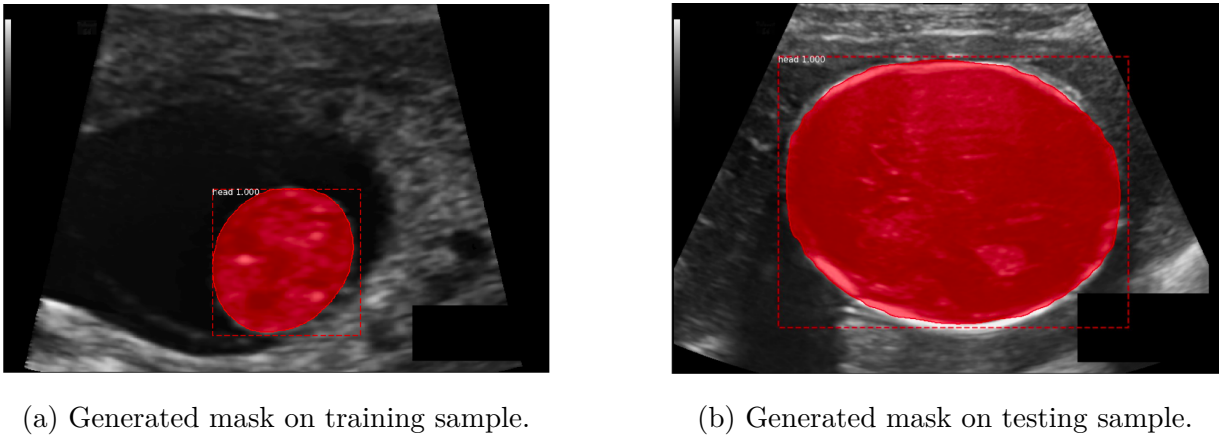 head 1.000
head 1.000
(a) Generated mask on training sample.
(b) Generated mask on testing sample.